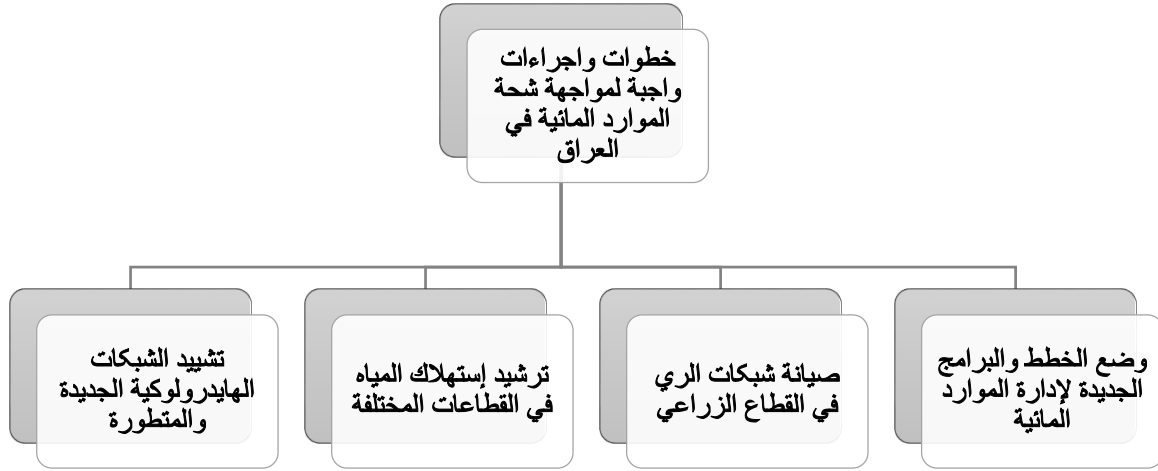 خطوات واجراءات
واجبة لمواجهة شحة
الموارد المائية في
العراق
وضع الخطط والبرامج
الجديدة لإدارة الموارد
المائية
صيانة شبكات الري
في القطاع الزراعي
ترشيد إستهلاك المياه
في القطاعات المختلفة
تشييد الشبكات
الهايدرولوكية الجديدة
والمتطورة